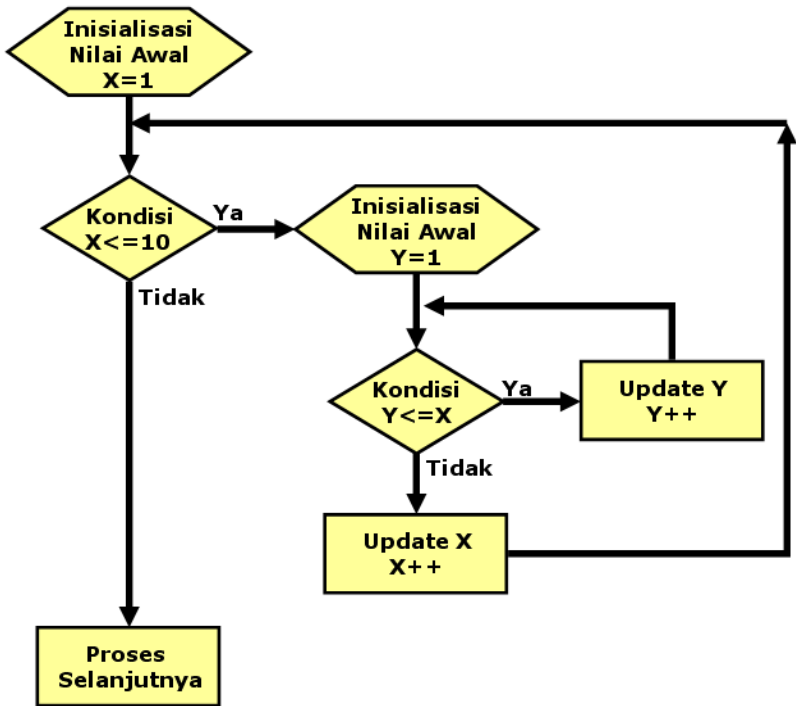 Inisialisasi
Nilai Awal
X=1
Kondisi
X<=10
Ya
Tidak
Inisialisasi
Nilai Awal
Y=1
Kondisi
Y<=X
Ya
Update Y
Y++
Tidak
Update X
X++
Proses
Selanjutnya